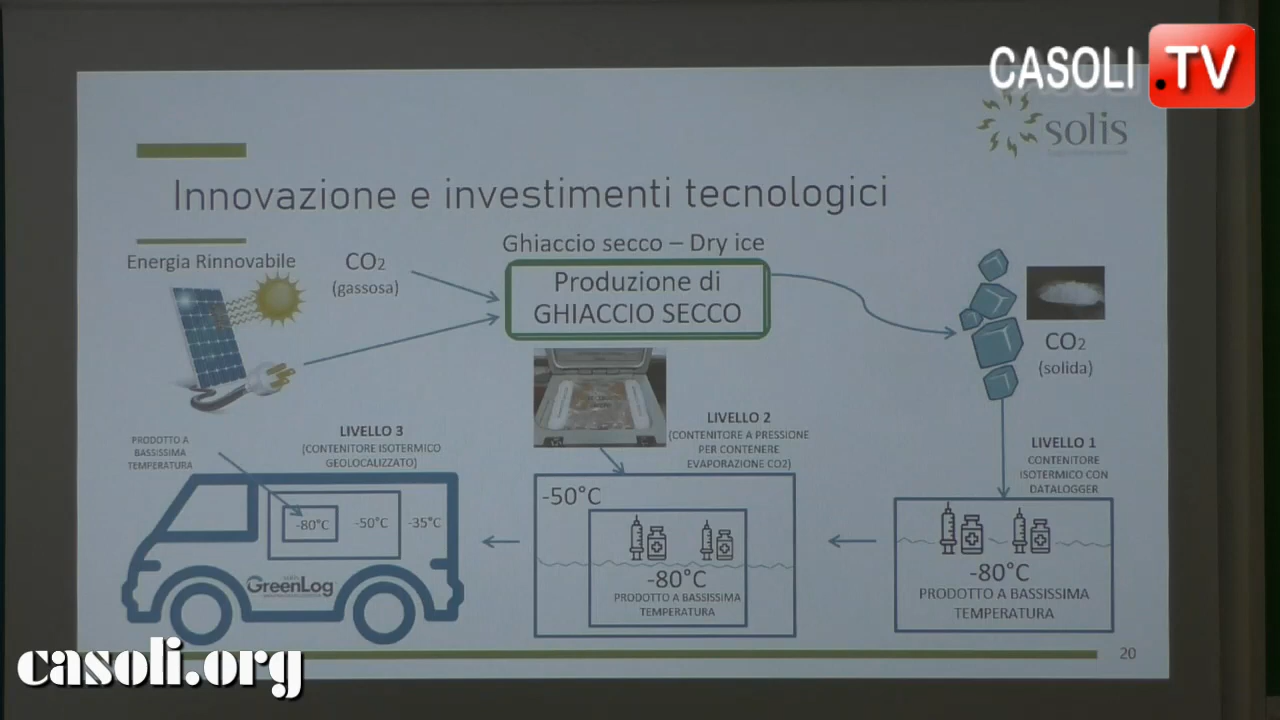 CASOLI .TV
solis
Innovazione e investimenti tecnologici
Ghiaccio secco – Dry ice
Energia Rinnovabile
CO2
(gassosa)
Produzione di
GHIACCIO SECCO
CO2
(solida)
PRODOTTO A
BASSISSIMA
TEMPERATURA
LIVELLO 3
(CONTENITORE ISOTERMICO
GEOLOCALIZZATO)
LIVELLO 2
(CONTENITORE A PRESSIONE
PER CONTENERE
EVAPORAZIONE CO2)
LIVELLO 1
CONTENITORE
ISOTERMICO CON
DATALOGGER
-80°C
-50°C
-35°C
GreenLog
-50°C
-80°C
PRODOTTO A BASSISSIMA
TEMPERATURA
-80°C
PRODOTTO A BASSISSIMA
TEMPERATURA
20
casoli.org